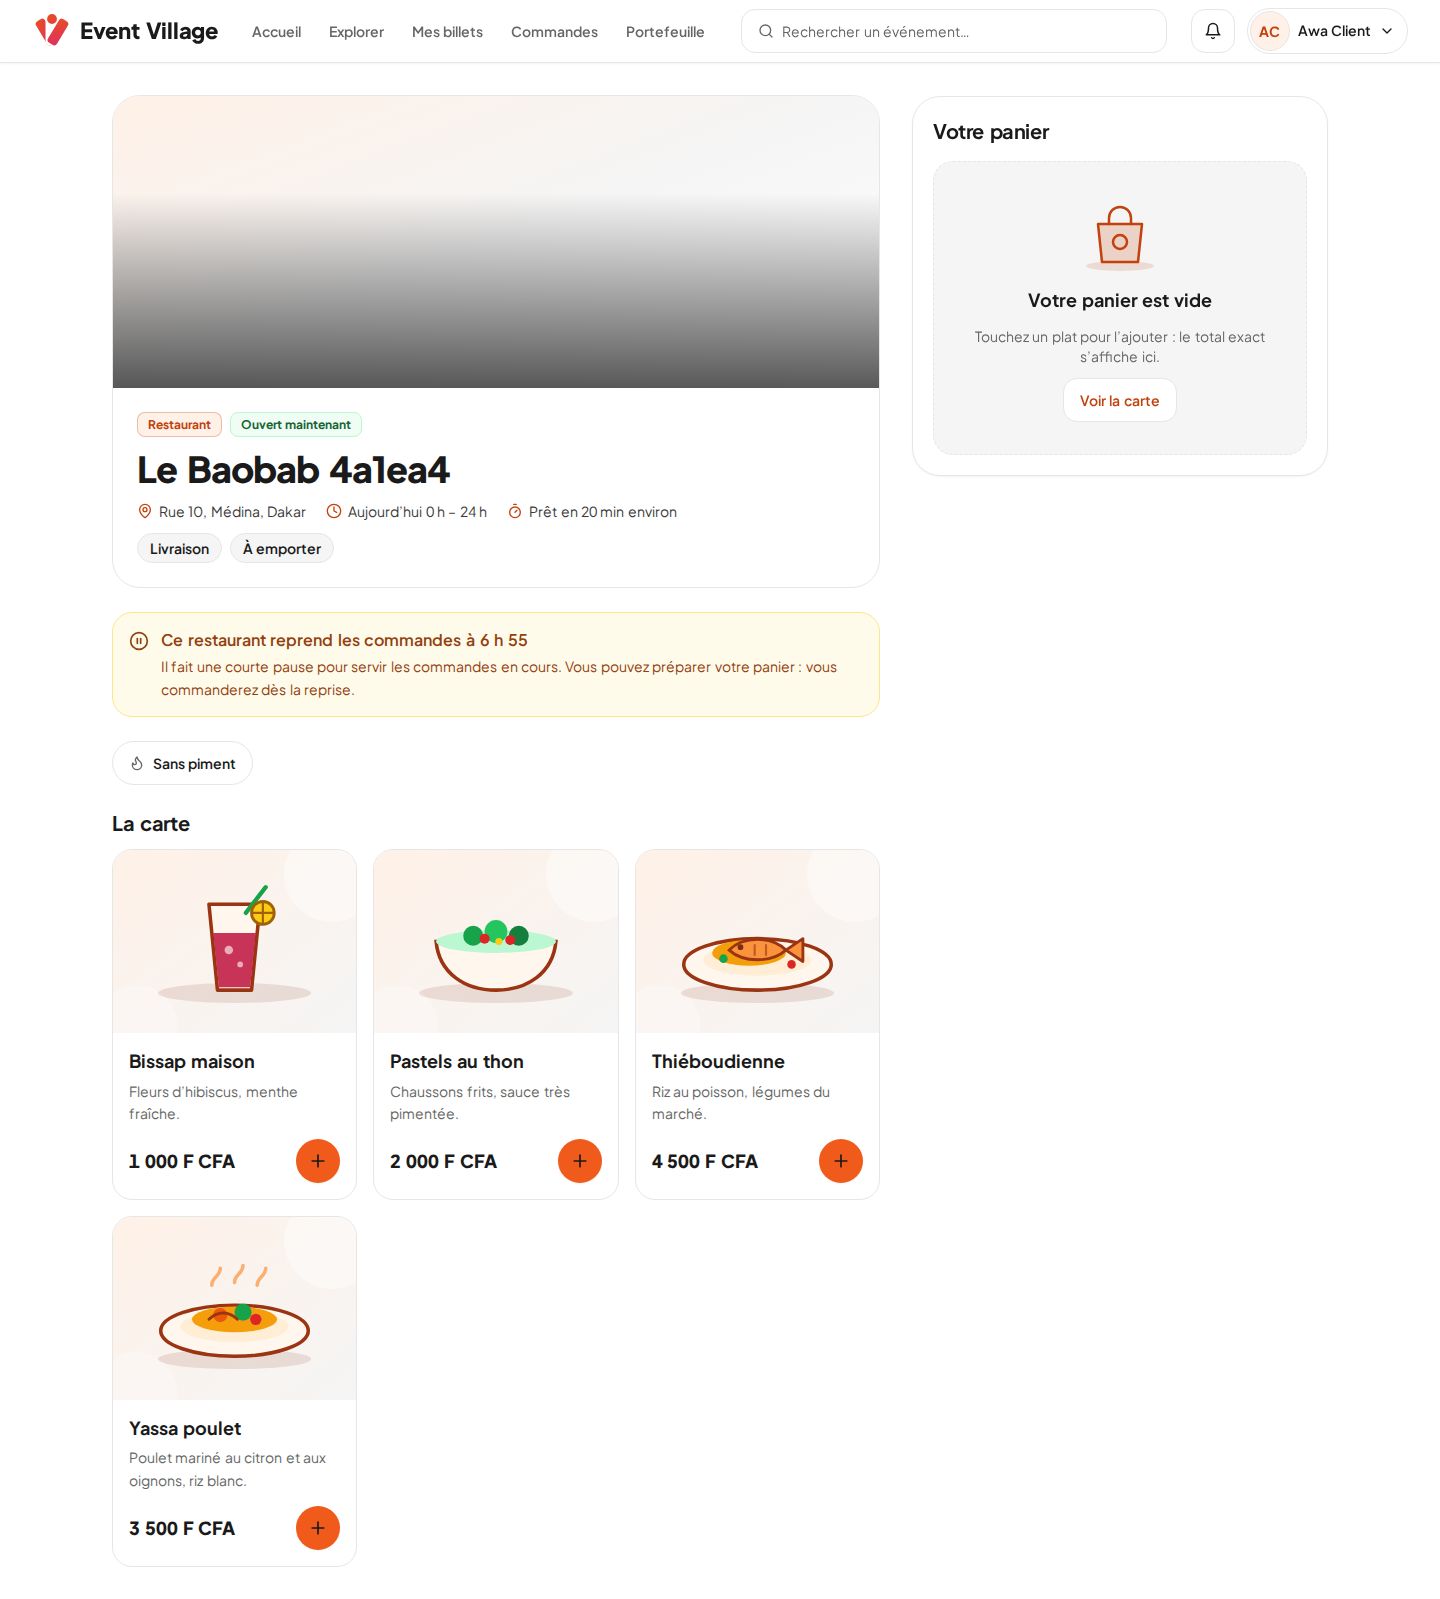 Event Village
Accueil
Explorer
Mes billets
Commandes
Portefeuille
Rechercher un événement…
AC
Awa Client
Restaurant
Ouvert maintenant
Le Baobab 4a1ea4
Rue 10, Médina, Dakar
Aujourd’hui 0 h – 24 h
Prêt en 20 min environ
Livraison
À emporter
Votre panier
Votre panier est vide
Touchez un plat pour l’ajouter : le total exact
s’affiche ici.
Voir la carte
Ce restaurant reprend les commandes à 6 h 55
Il fait une courte pause pour servir les commandes en cours. Vous pouvez préparer votre panier : vous
commanderez dès la reprise.
Sans piment
La carte
Bissap maison
Fleurs d’hibiscus, menthe
fraîche.
1 000 F CFA
Pastels au thon
Chaussons frits, sauce très
pimentée.
2 000 F CFA
Thiéboudienne
Riz au poisson, légumes du
marché.
4 500 F CFA
Yassa poulet
Poulet mariné au citron et aux
oignons, riz blanc.
3 500 F CFA